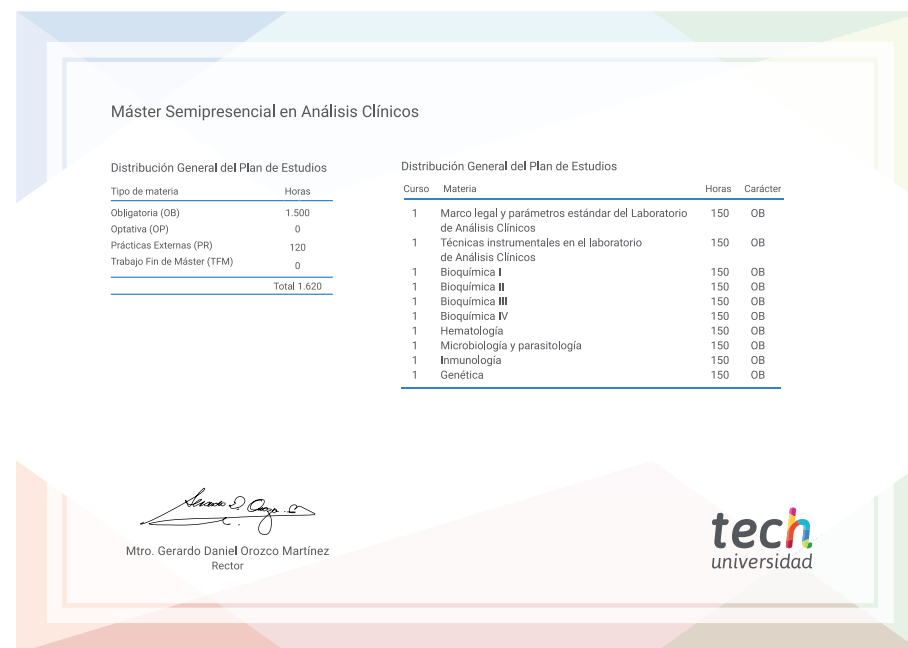 Máster Semipresencial en Análisis Clínicos
Distribución General del Plan de Estudios
Tipo de materia Horas
Obligatoria (OB) 1.500
Optativa (OP) 0
Prácticas Externas (PR) 120
Trabajo Fin de Máster (TFM) 0
Total 1.620
Distribución General del Plan de Estudios
Curso Materia Horas Carácter
1 Marco legal y parámetros estándar del Laboratorio 150 OB
de Análisis Clínicos
1 Técnicas instrumentales en el laboratorio 150 OB
de Análisis Clínicos
1 Bioquímica I 150 OB
1 Bioquímica II 150 OB
1 Bioquímica III 150 OB
1 Bioquímica IV 150 OB
1 Hematología 150 OB
1 Microbiología y parasitología 150 OB
1 Inmunología 150 OB
1 Genética 150 OB
Mtro. Gerardo Daniel Orozco Martínez
Rector
tech
universidad